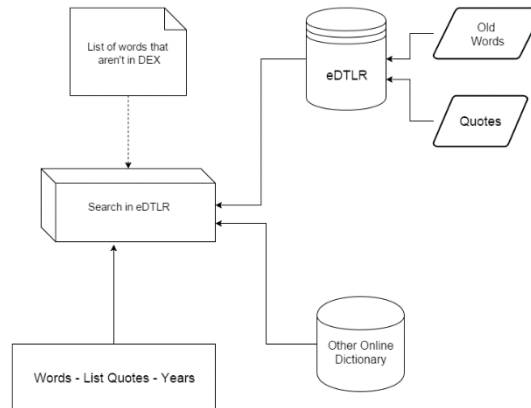 List of words that
aren't in DEX
eDTLR
Old
Words
Quotes
Search in eDTLR
Words - List Quotes - Years
Other Online
Dictionary